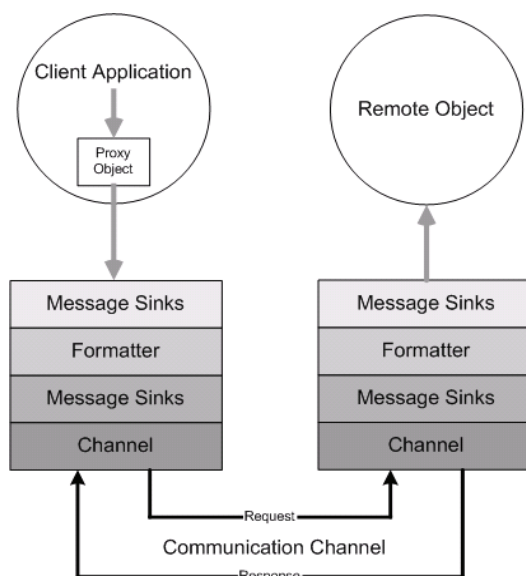 Client Application
Proxy
Object
Remote Object
Message Sinks
Formatter
Message Sinks
Channel
Message Sinks
Formatter
Message Sinks
Channel
Request
Communication Channel
Response